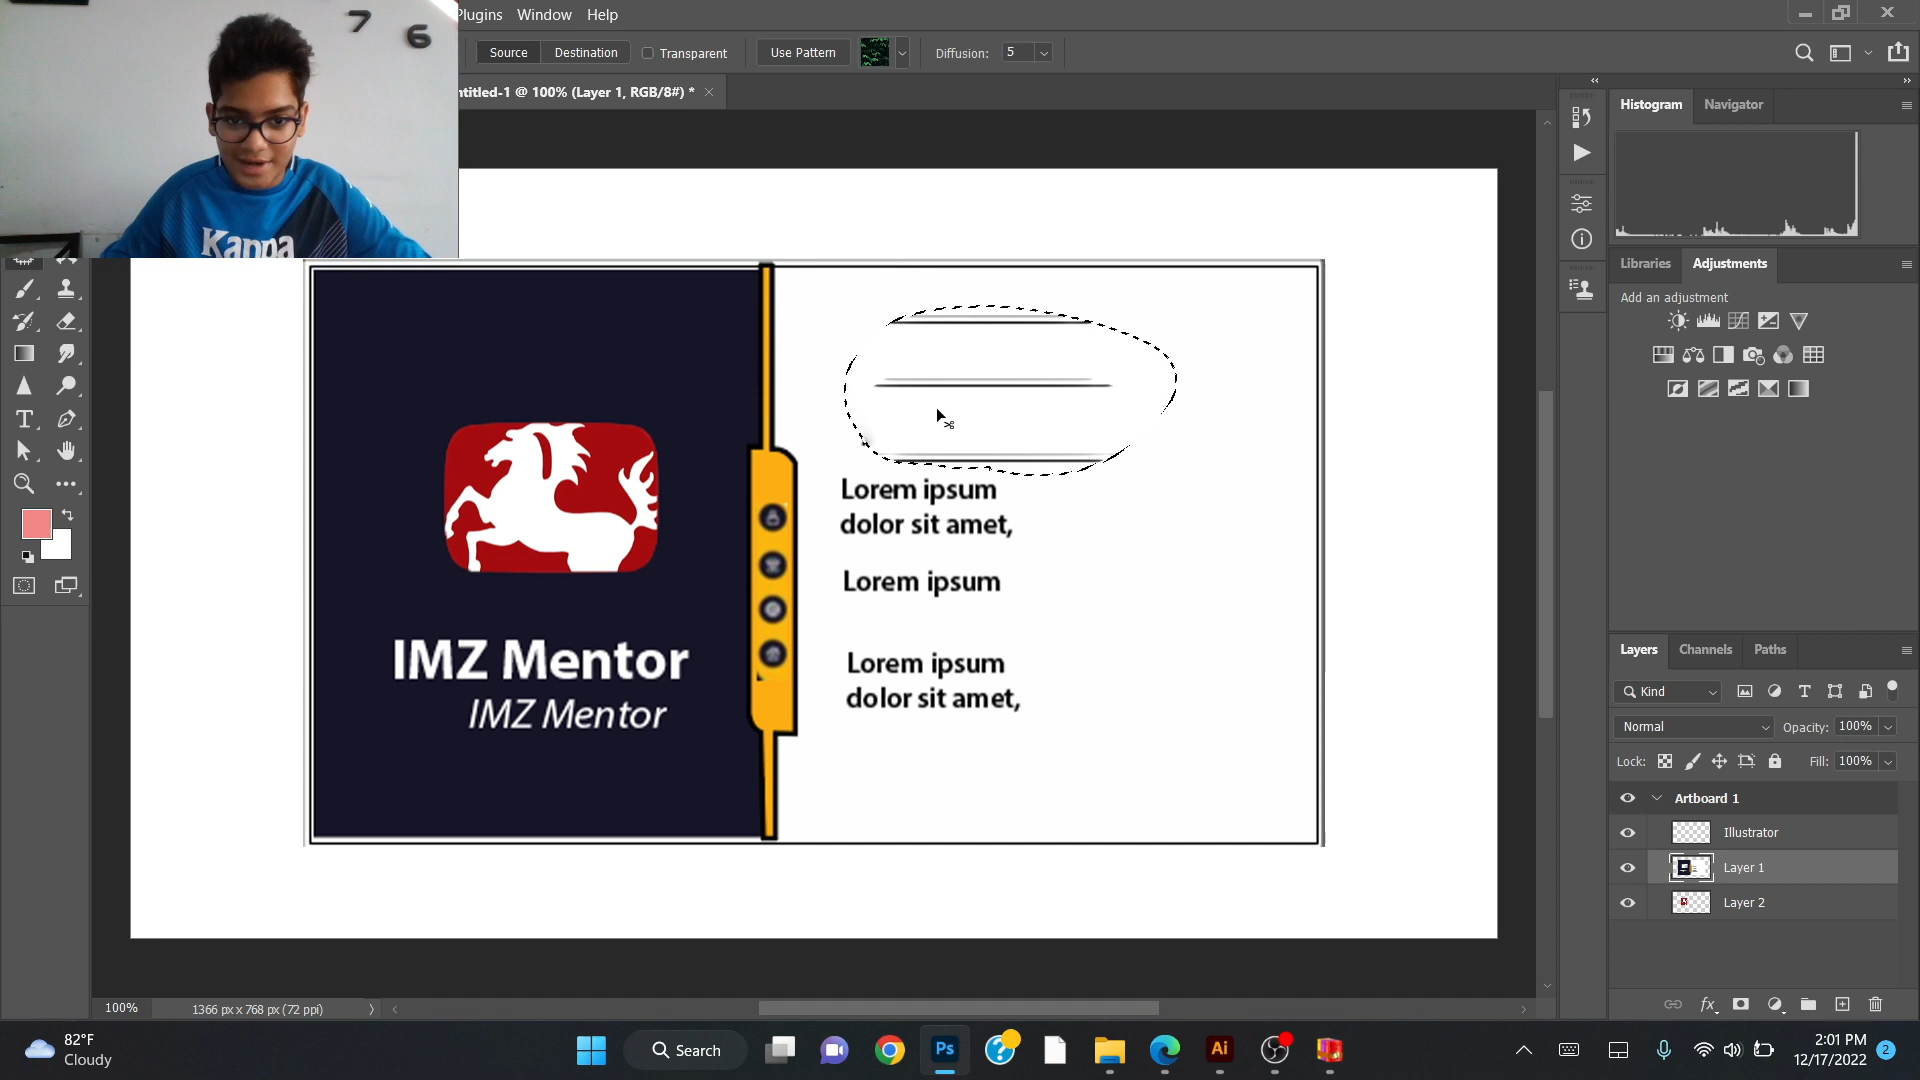 7 6
Kappa
Plugins Window Help
Source Destination Transparent Use Pattern Diffusion: 5
ntitled-1 @ 100% (Layer 1, RGB/8#) *
Histogram Navigator
Libraries Adjustments
Add an adjustment
Lorem ipsum
dolor sit amet,
Lorem ipsum
Lorem ipsum
dolor sit amet,
IMZ Mentor
IMZ Mentor
Layers Channels Paths
Kind
Normal Opacity: 100%
Lock: Fill: 100%
Artboard 1
Illustrator
Layer 1
Layer 2
100% 1366 px x 768 px (72 ppi)
82°F
Cloudy
Search
Ps
Ai
2:01 PM
12/17/2022
2